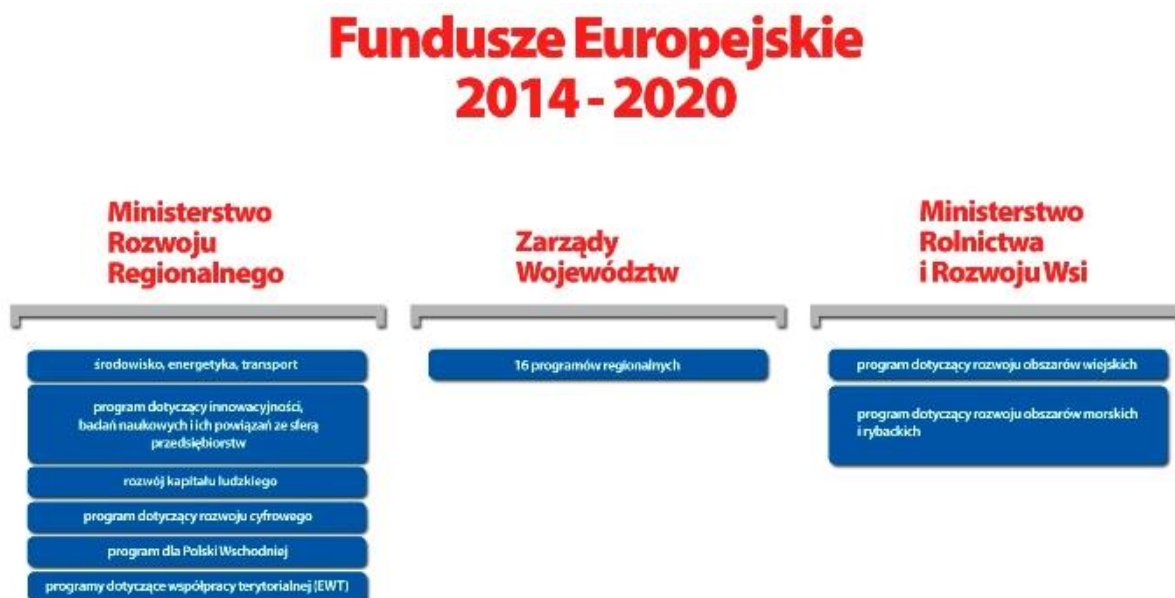 Fundusze Europejskie
2014 - 2020
Ministerstwo
Rozwoju
Regionalnego
środowisko, energetyka, transport
program dotyczący innowacyjności,
badań naukowych i ich powiązań ze sferą
przedsiębiorstw
rozwój kapitału ludzkiego
program dotyczący rozwoju cyfrowego
program dla Polski Wschodniej
programy dotyczące współpracy terytorialnej (EWT)
Zarządy
Województw
16 programów regionalnych
Ministerstwo
Rolnictwa
i Rozwoju Wsi
program dotyczący rozwoju obszarów wiejskich
program dotyczący rozwoju obszarów morskich
i rybackich